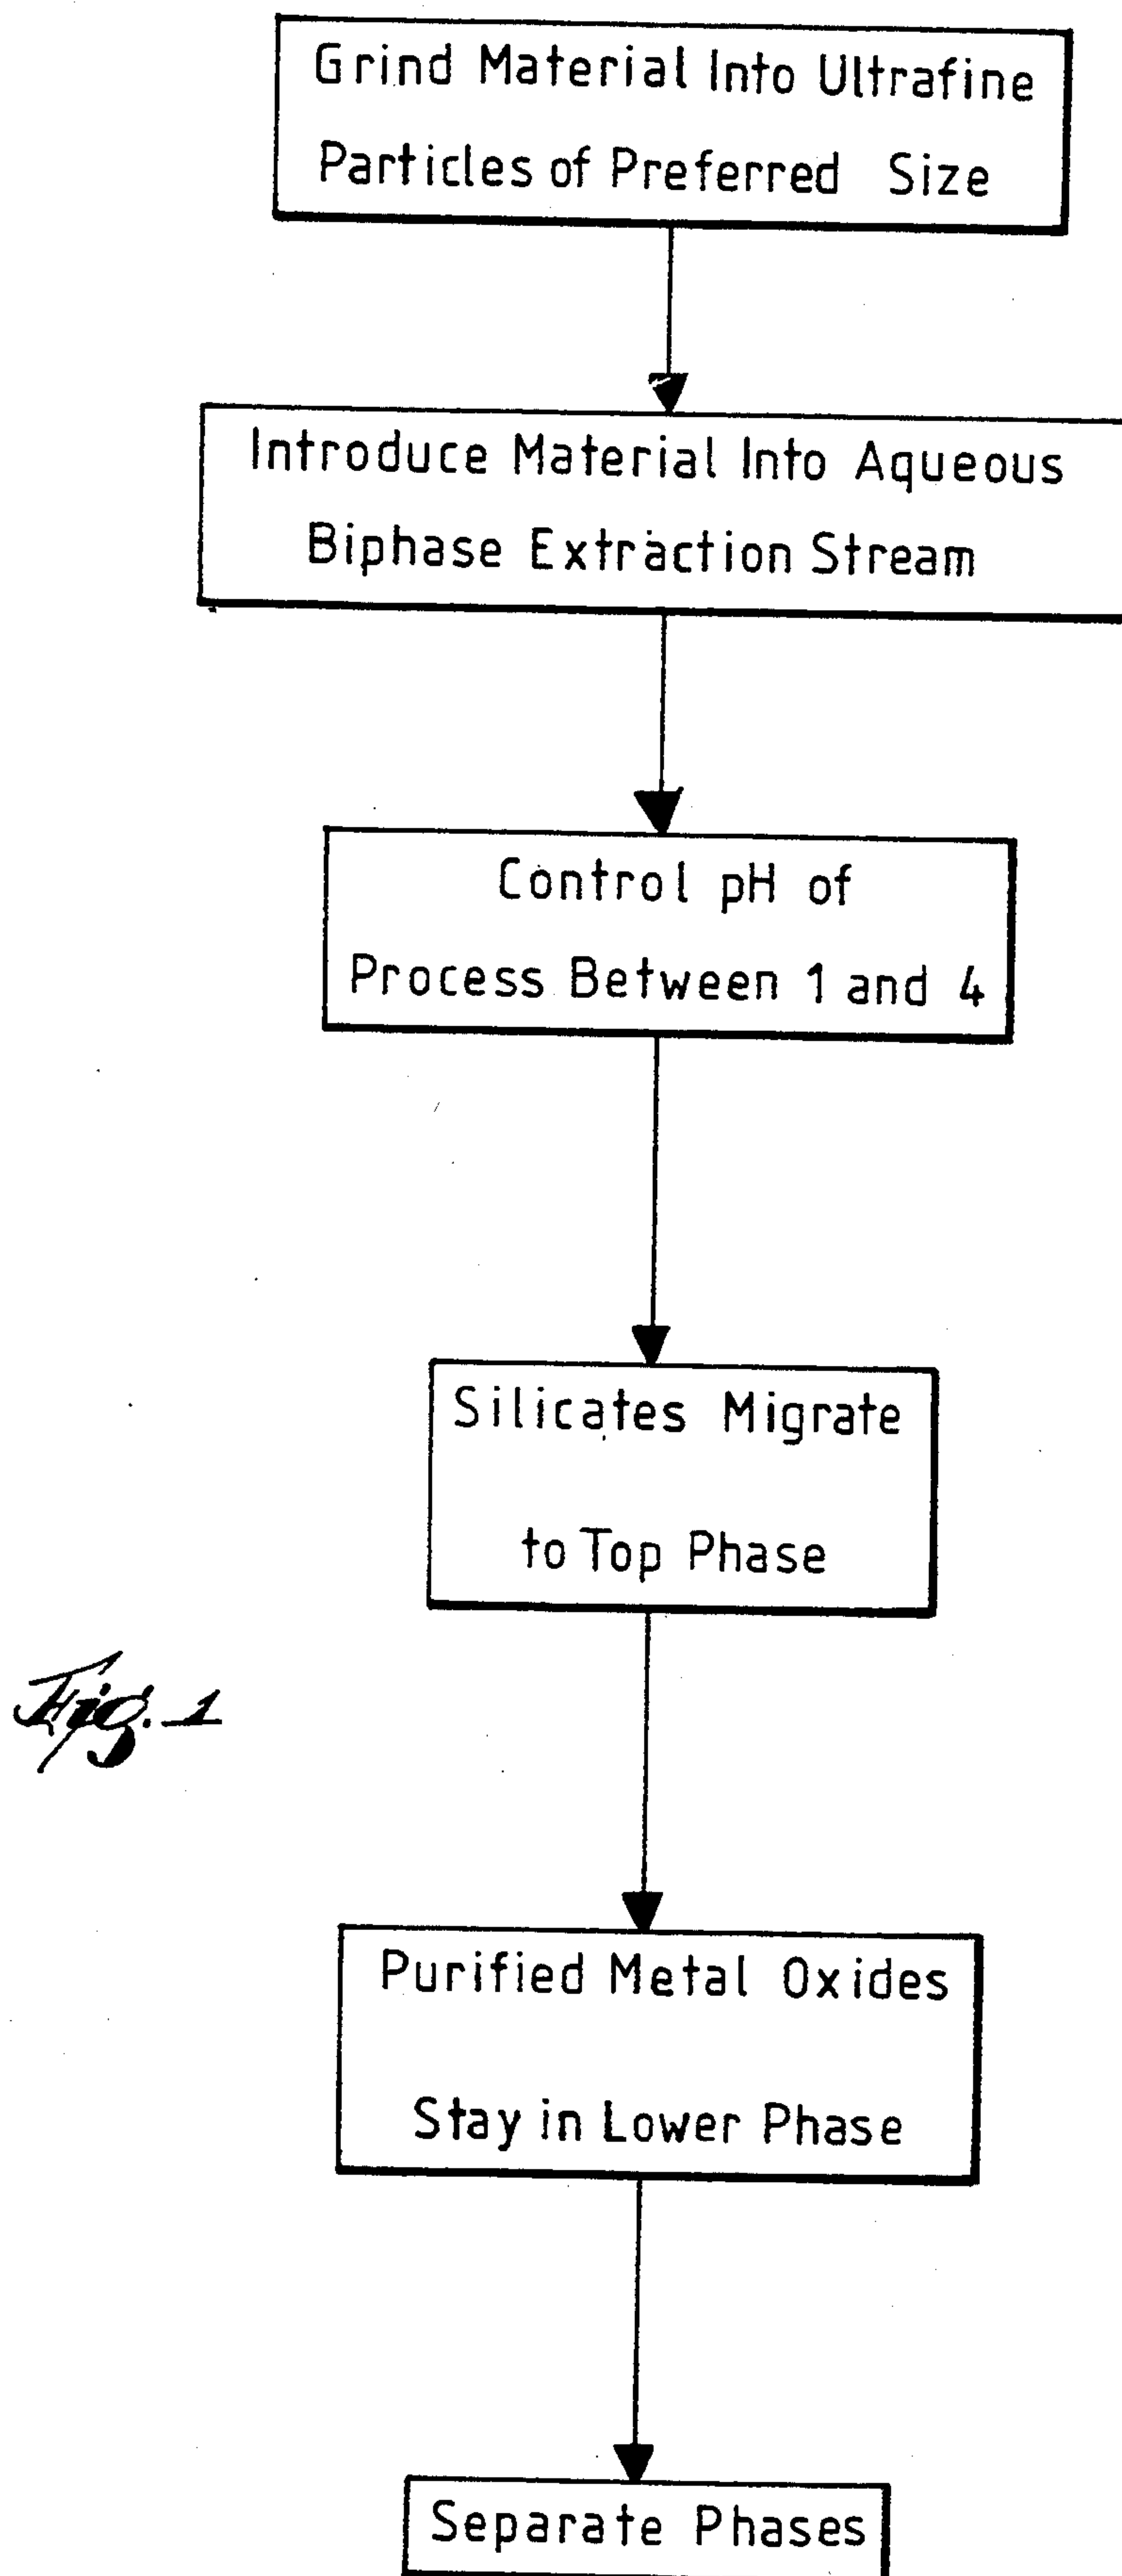 Grind Material Into Ultrafine
Particles of Preferred Size
Introduce Material Into Aqueous
Biphase Extraction Stream
Control pH of
Process Between 1 and 4
Silicates Migrate
to Top Phase
Fig. 1
Purified Metal Oxides
Stay in Lower Phase
Separate Phases